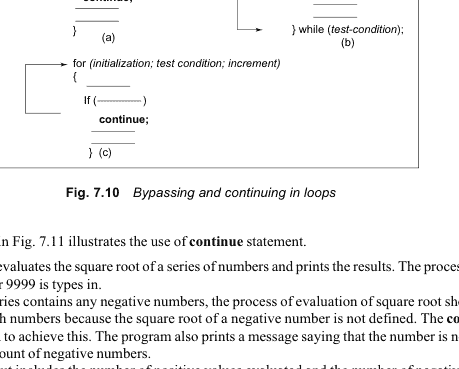 continue;
}
(a)
} while (test-condition);
(b)
for (initialization; test condition; increment)
{
If ( )
continue;
} (c)
Fig. 7.10 Bypassing and continuing in loops
in Fig. 7.11 illustrates the use of continue statement.
evaluates the square root of a series of numbers and prints the results. The proces
r 9999 is types in.
ries contains any negative numbers, the process of evaluation of square root sho
h numbers because the square root of a negative number is not defined. The co
to achieve this. The program also prints a message saying that the number is n
ount of negative numbers.
includes the number of positive values evaluated and the number of